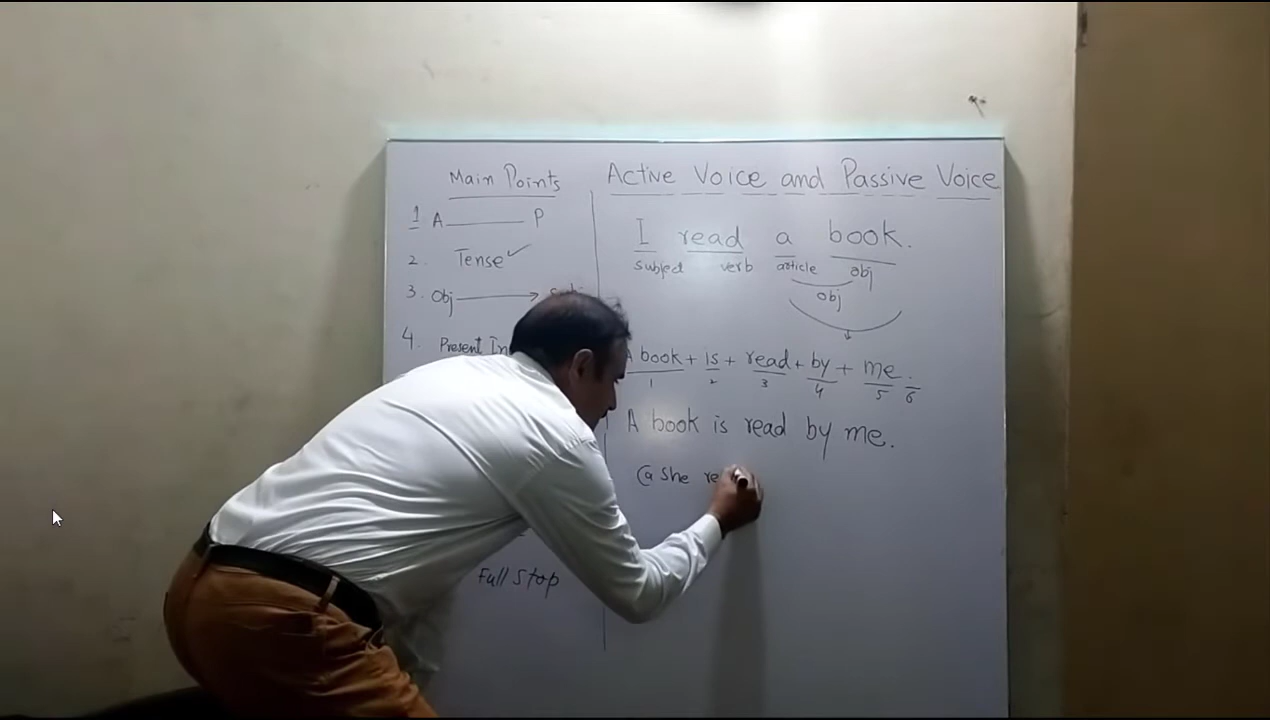 Main Points
1 A P
2. Tense ✓
3. Obj →
4. Present
Full Stop
Active Voice and Passive Voice
I read a book.
subject verb article obj
obj
A book + is + read + by + me.
1 2 3 4 5 6
A book is read by me.
(a She re